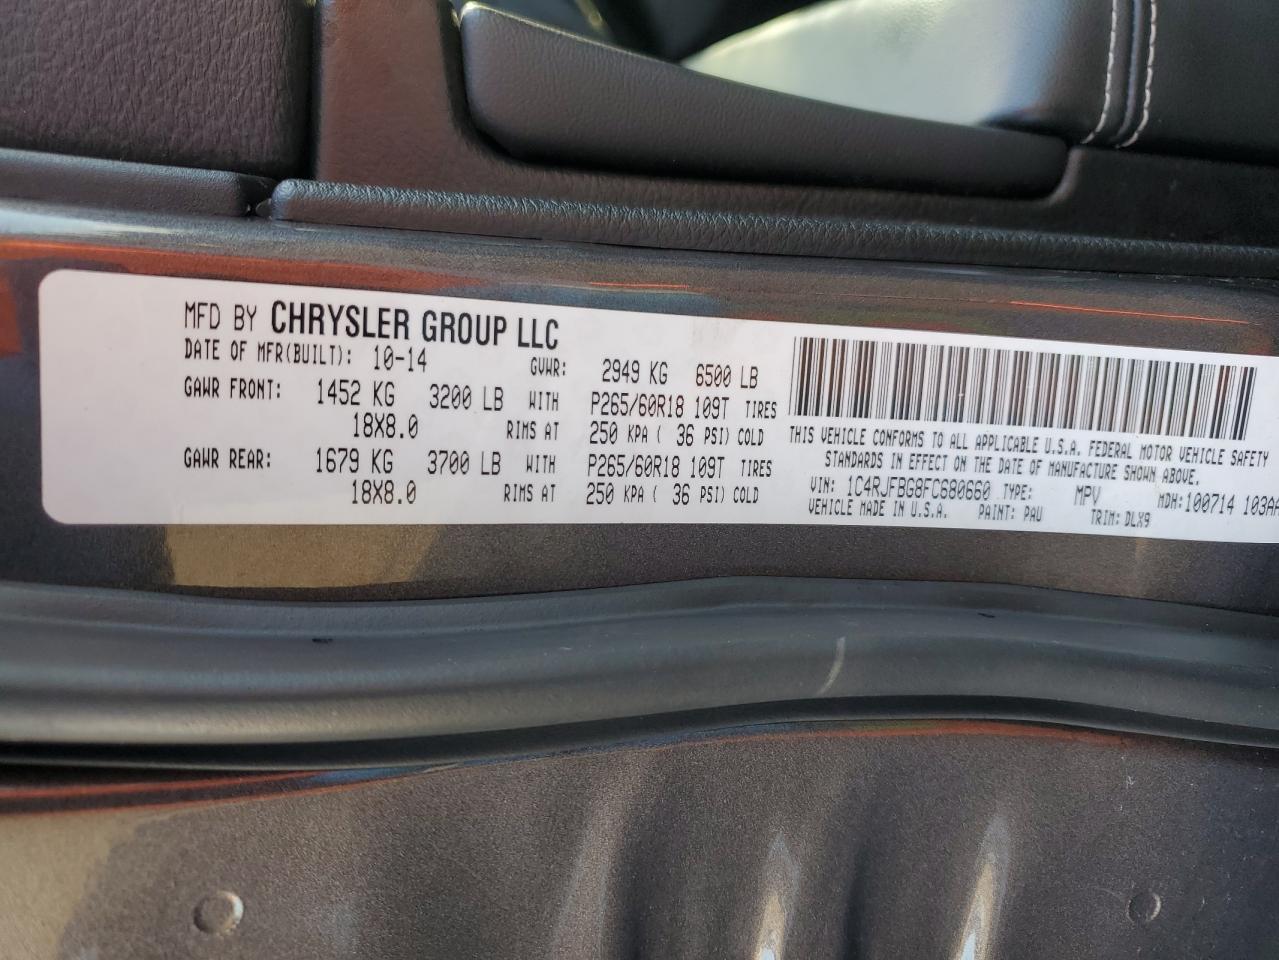 MFD BY CHRYSLER GROUP LLC
DATE OF MFR(BUILT): 10-14 GVWR: 2949 KG 6500 LB
GAWR FRONT: 1452 KG 3200 LB WITH P265/60R18 109T TIRES
18X8.0 RIMS AT 250 KPA ( 36 PSI) COLD
GAWR REAR: 1679 KG 3700 LB WITH P265/60R18 109T TIRES
18X8.0 RIMS AT 250 KPA ( 36 PSI) COLD
THIS VEHICLE CONFORMS TO ALL APPLICABLE U.S.A. FEDERAL MOTOR VEHICLE SAFETY
STANDARDS IN EFFECT ON THE DATE OF MANUFACTURE SHOWN ABOVE.
VIN: 1C4RJFBG8FC680660 TYPE: MPV MDH:100714 103AA
VEHICLE MADE IN U.S.A. PAINT: PAU TRIM: DLX9